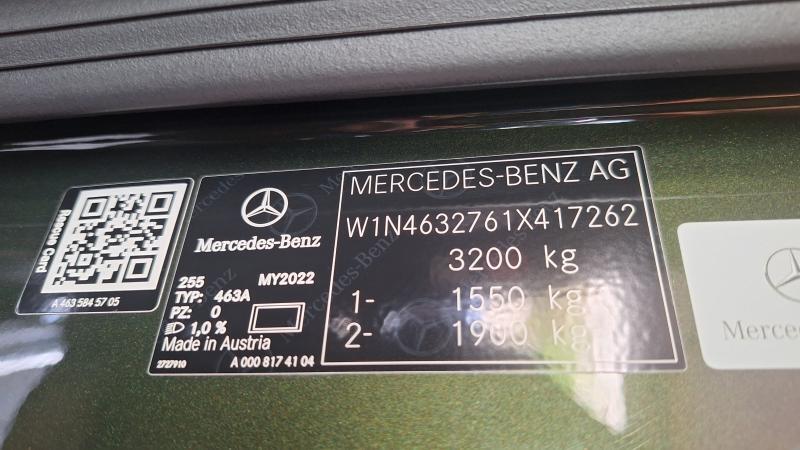 Rescue Card
A 463 584 57 05
Mercedes-Benz
255 MY2022
TYP: 463A
PZ: 0
1,0 %
Made in Austria
2727910 A 000 817 41 04
MERCEDES-BENZ AG
W1N4632761X417262
3200 kg
1- 1550 kg
2- 1900 kg
Mercedes